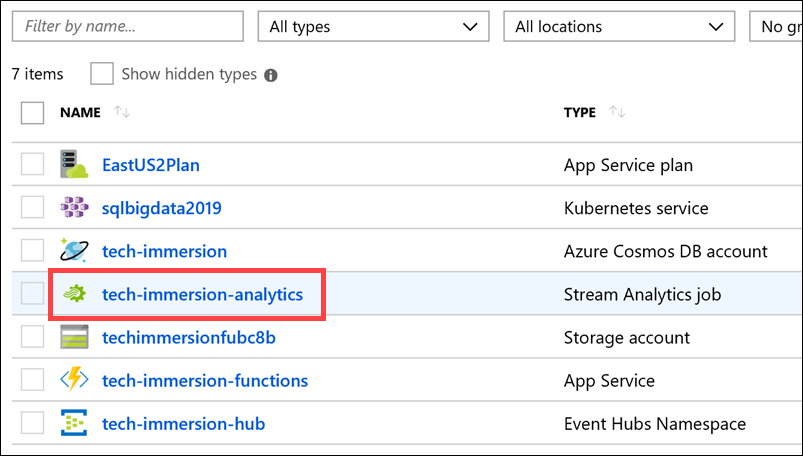 Filter by name... All types All locations No gr
7 items Show hidden types
NAME TYPE
EastUS2Plan App Service plan
sqlbigdata2019 Kubernetes service
tech-immersion Azure Cosmos DB account
tech-immersion-analytics Stream Analytics job
techimmersionfubc8b Storage account
tech-immersion-functions App Service
tech-immersion-hub Event Hubs Namespace